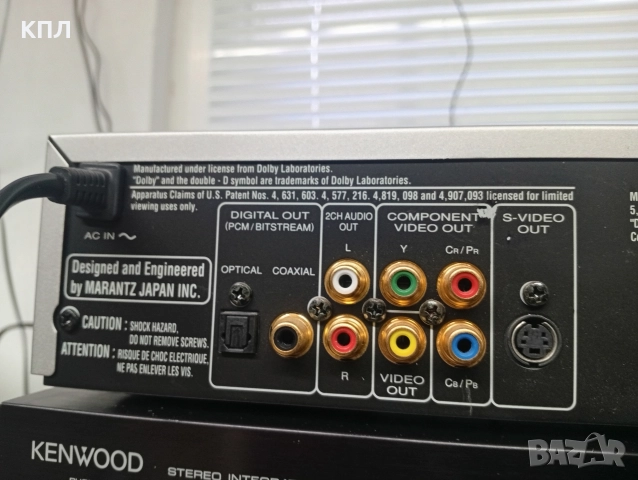 КПЛ
Manufactured under license from Dolby Laboratories.
"Dolby" and the double - D symbol are trademarks of Dolby Laboratories.
Apparatus Claims of U.S. Patent Nos. 4, 631, 603. 4, 577, 216. 4,819, 098 and 4,907,093 licensed for limited
viewing uses only.
AC IN
DIGITAL OUT
(PCM / BITSTREAM)
2CH AUDIO
OUT
COMPONENT
VIDEO OUT
S-VIDEO
OUT
L
Y
CR / PR
OPTICAL
COAXIAL
Designed and Engineered
by MARANTZ JAPAN INC.
CAUTION : SHOCK HAZARD,
DO NOT REMOVE SCREWS.
ATTENTION : RISQUE DE CHOC ELECTRIQUE,
NE PAS ENLEVER LES VIS.
R
VIDEO
OUT
CB / PB
KENWOOD
STEREO
BAZAR